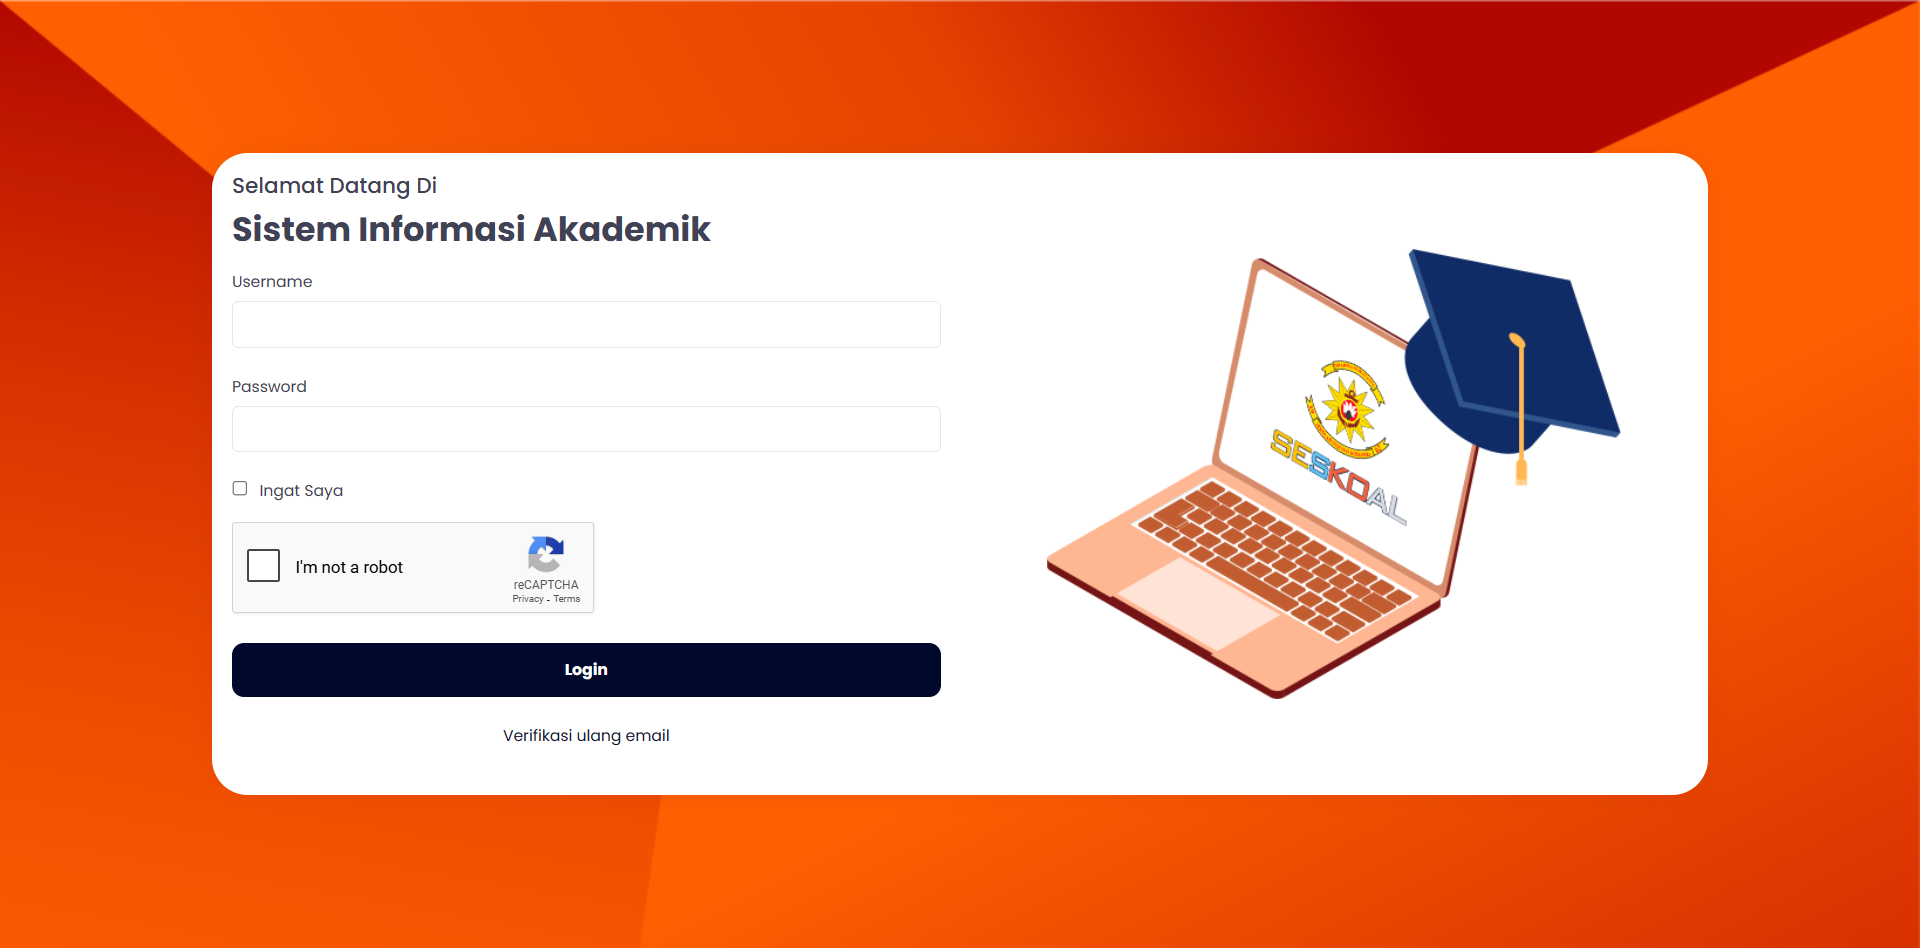 Selamat Datang Di
Sistem Informasi Akademik
Username
Password
Ingat Saya
I'm not a robot
reCAPTCHA
Privacy - Terms
Login
Verifikasi ulang email
SESKOAL